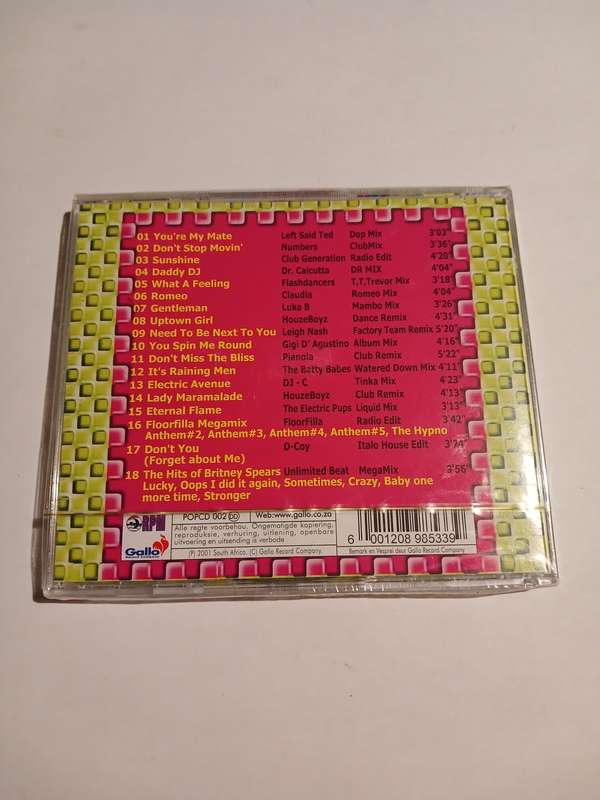 01 You're My Mate Left Said Ted Dop Mix 3'03"
02 Don't Stop Movin' Numbers ClubMix 3'36"
03 Sunshine Club Generation Radio Edit 4'20"
04 Daddy DJ Dr. Calcutta DR MIX 4'04"
05 What A Feeling Flashdancers T,T,Trevor Mix 3'18"
06 Romeo Claudia Romeo Mix 4'04"
07 Gentleman Luka B Mambo Mix 3'26"
08 Uptown Girl HouzeBoyz Dance Remix 4'31"
09 Need To Be Next To You Leigh Nash Factory Team Remix 5'20"
10 You Spin Me Round Gigi D' Agutino Album Mix 4'16"
11 Don't Miss The Bliss Pianola Club Remix 5'22"
12 It's Raining Men The Batty Babes Watered Down Mix 4'11"
13 Electric Avenue DJ - C Tinka Mix 4'23"
14 Lady Maramalade HouzeBoyz Club Remix 4'13"
15 Eternal Flame The Electric Pups Liquid Mix 3'13"
16 Floorfilla Megamix FloorFilla Radio Edit 3'42"
Anthem#2, Anthem#3, Anthem#4, Anthem#5, The Hypno
17 Don't You D-Coy Italo House Edit 3'24"
(Forget about Me)
18 The Hits of Britney Spears Unlimited Beat MegaMix 3'56"
Lucky, Oops I did it again, Sometimes, Crazy, Baby one
more time, Stronger
RPM POPCD 002 DD Web:www.gallo.co.za
Alle regte voorbehou. Ongemagtigde kopiering,
reproduksie, verhuring, uitlening, openbare
uitvoering en uitsending is verbode
Gallo
(P) 2001 South Africa. (C) Gallo Record Company.
6 001208 985339
Bemark en Vesprei deur Gallo Record Company